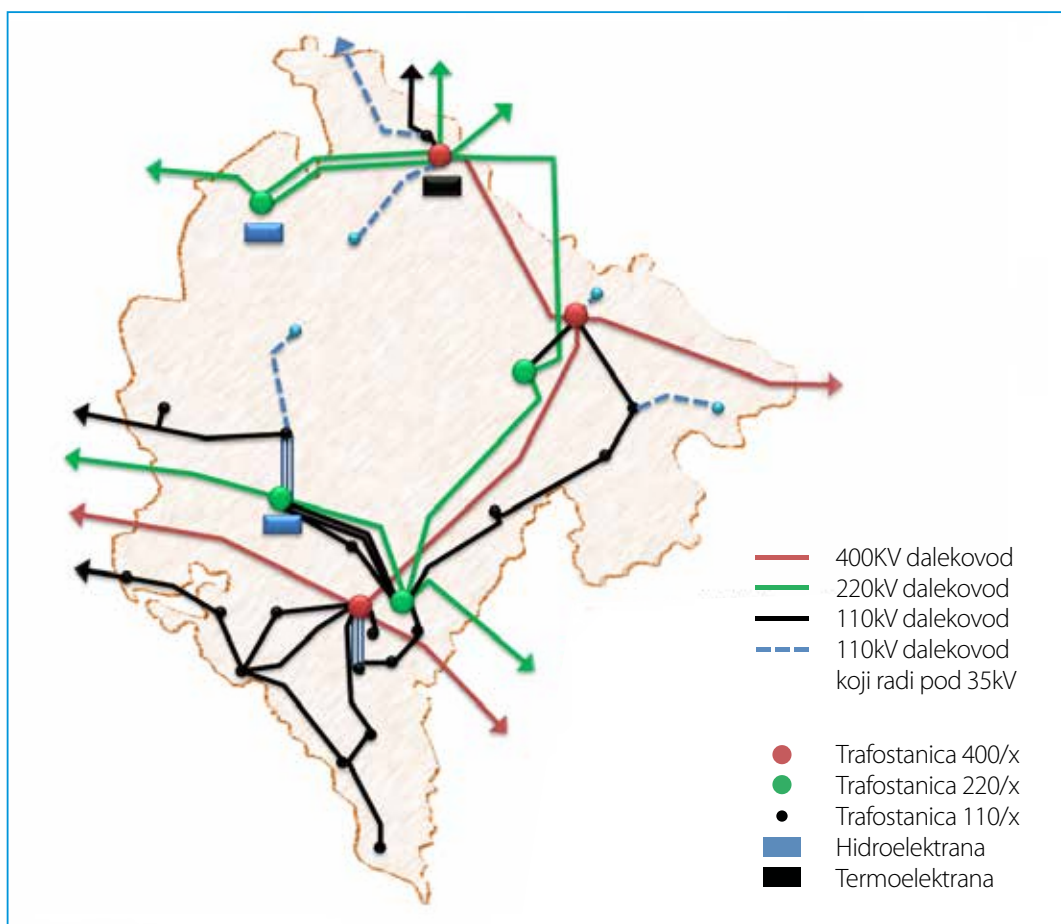 400KV dalekovod
220kV dalekovod
110kV dalekovod
110kV dalekovod
koji radi pod 35kV
Trafostanica 400/x
Trafostanica 220/x
Trafostanica 110/x
Hidroelektrana
Termoelektrana